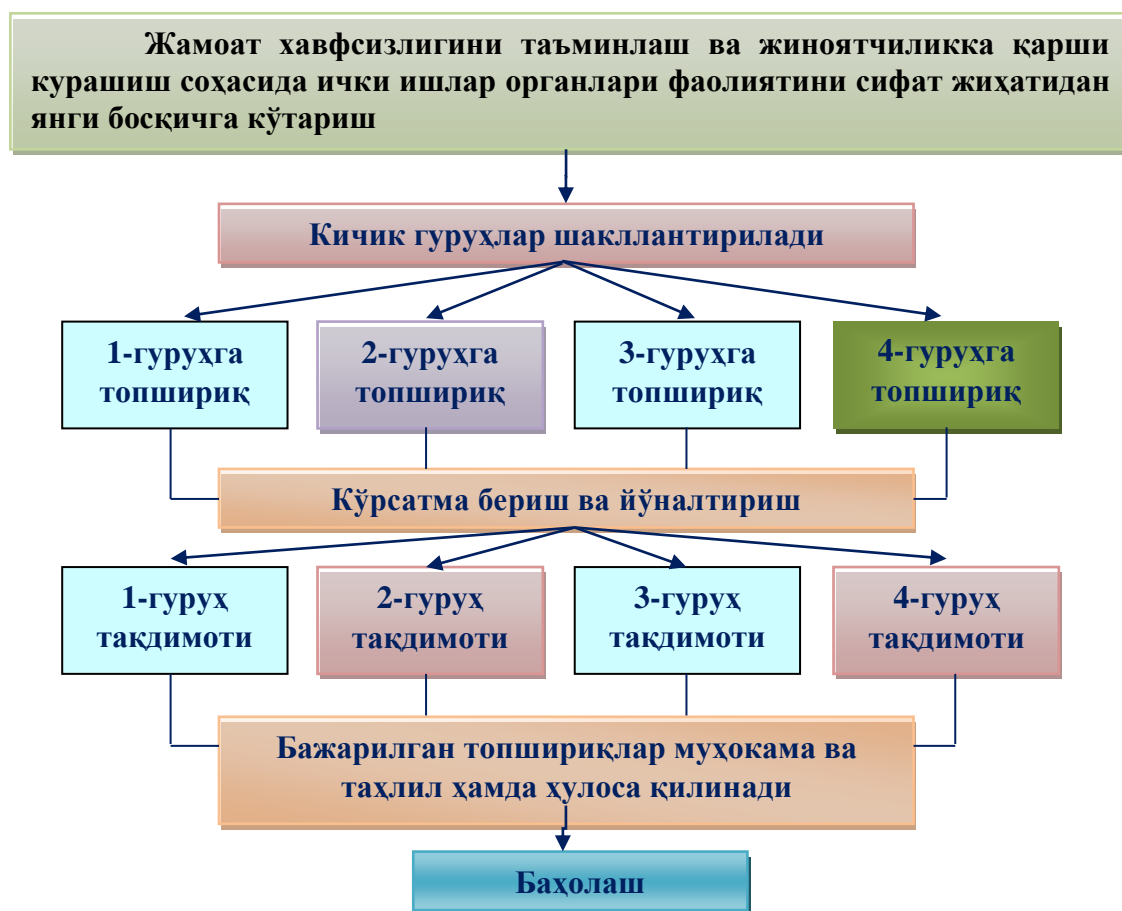 Жамоат хавфсизлигини таъминлаш ва жиноятчиликка қарши
курашиш соҳасида ички ишлар органлари фаолиятини сифат жиҳатидан
янги босқичга кўтариш
Кичик гуруҳлар шакллантирилади
1-гуруҳга
топшириқ
2-гуруҳга
топшириқ
3-гуруҳга
топшириқ
4-гуруҳга
топшириқ
Кўрсатма бериш ва йўналтириш
1-гуруҳ
тақдимоти
2-гуруҳ
тақдимоти
3-гуруҳ
тақдимоти
4-гуруҳ
тақдимоти
Бажарилган топшириқлар муҳокама ва
таҳлил ҳамда ҳулоса қилинади
Баҳолаш